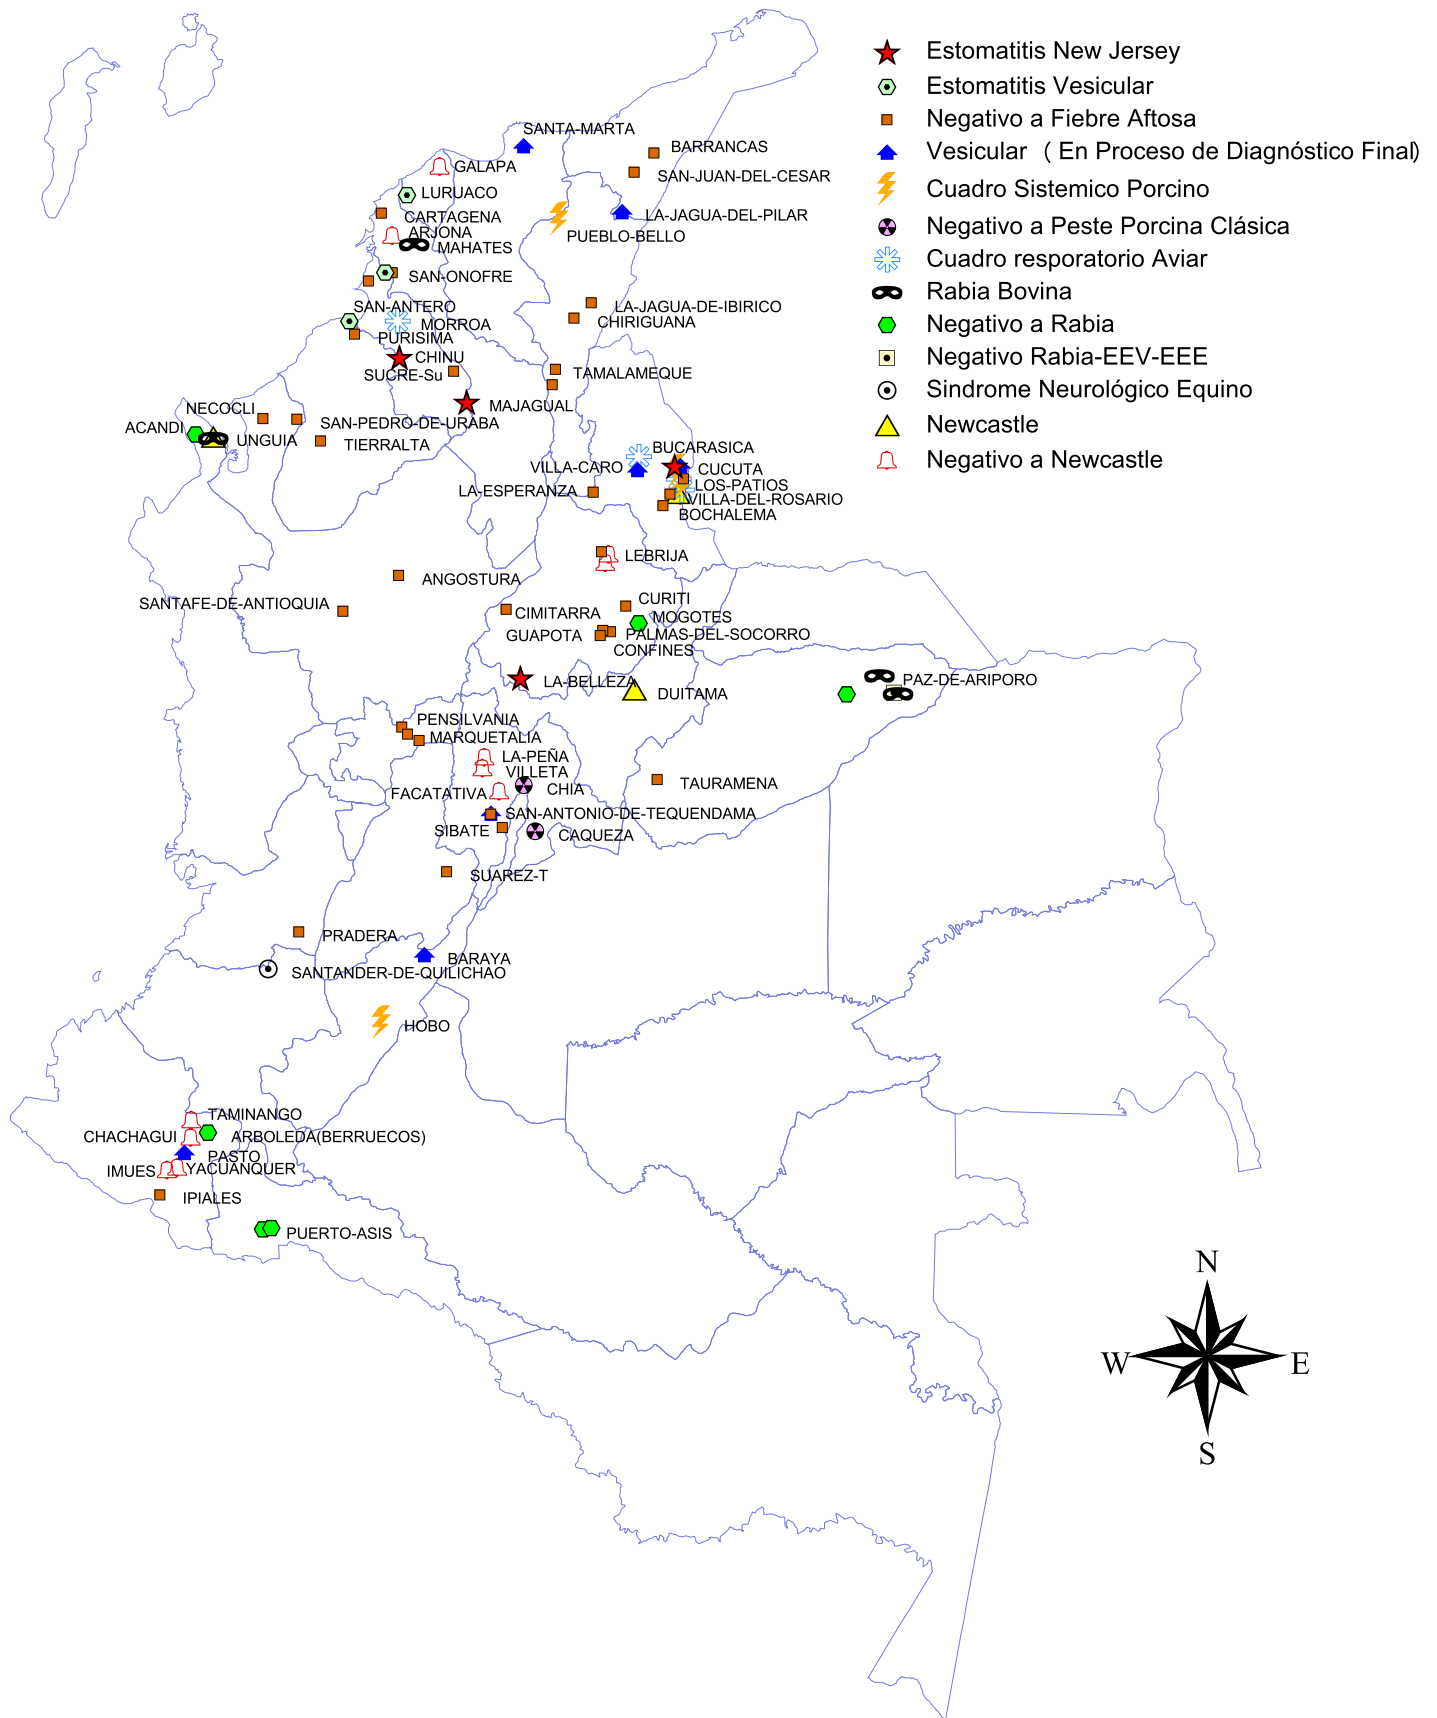 Estomatitis New Jersey
Estomatitis Vesicular
Negativo a Fiebre Aftosa
Vesicular ( En Proceso de Diagnóstico Final)
Cuadro Sistemico Porcino
Negativo a Peste Porcina Clásica
Cuadro resporatorio Aviar
Rabia Bovina
Negativo a Rabia
Negativo Rabia-EEV-EEE
Sindrome Neurológico Equino
Newcastle
Negativo a Newcastle
SANTA-MARTA
BARRANCAS
GALAPA
SAN-JUAN-DEL-CESAR
LURUACO
CARTAGENA
LA-JAGUA-DEL-PILAR
ARJONA
PUEBLO-BELLO
MAHATES
SAN-ONOFRE
SAN-ANTERO
LA-JAGUA-DE-IBIRICO
CHIRIGUANA
MORROA
PURISIMA
CHINU
SUCRE-Su
TAMALAMEQUE
MAJAGUAL
NECOCLI
SAN-PEDRO-DE-URABA
ACANDI
UNGUIA
TIERRALTA
BUCARASICA
VILLA-CARO
CUCUTA
LOS-PATIOS
LA-ESPERANZA
VILLA-DEL-ROSARIO
BOCHALEMA
LEBRIJA
ANGOSTURA
SANTAFE-DE-ANTIOQUIA
CURITI
CIMITARRA
MOGOTES
GUAPOTA
PALMAS-DEL-SOCORRO
CONFINES
LA-BELLEZA
PAZ-DE-ARIPORO
DUITAMA
PENSILVANIA
MARQUETALIA
LA-PEÑA
VILLETA
TAURAMENA
CHIA
FACATATIVA
SAN-ANTONIO-DE-TEQUENDAMA
SIBATE
CAQUEZA
SUAREZ-T
PRADERA
BARAYA
SANTANDER-DE-QUILICHAO
HOBO
TAMINANGO
CHACHAGUI
ARBOLEDA(BERRUECOS)
PASTO
IMUES
YACUANQUER
IPIALES
PUERTO-ASIS
N
W
E
S